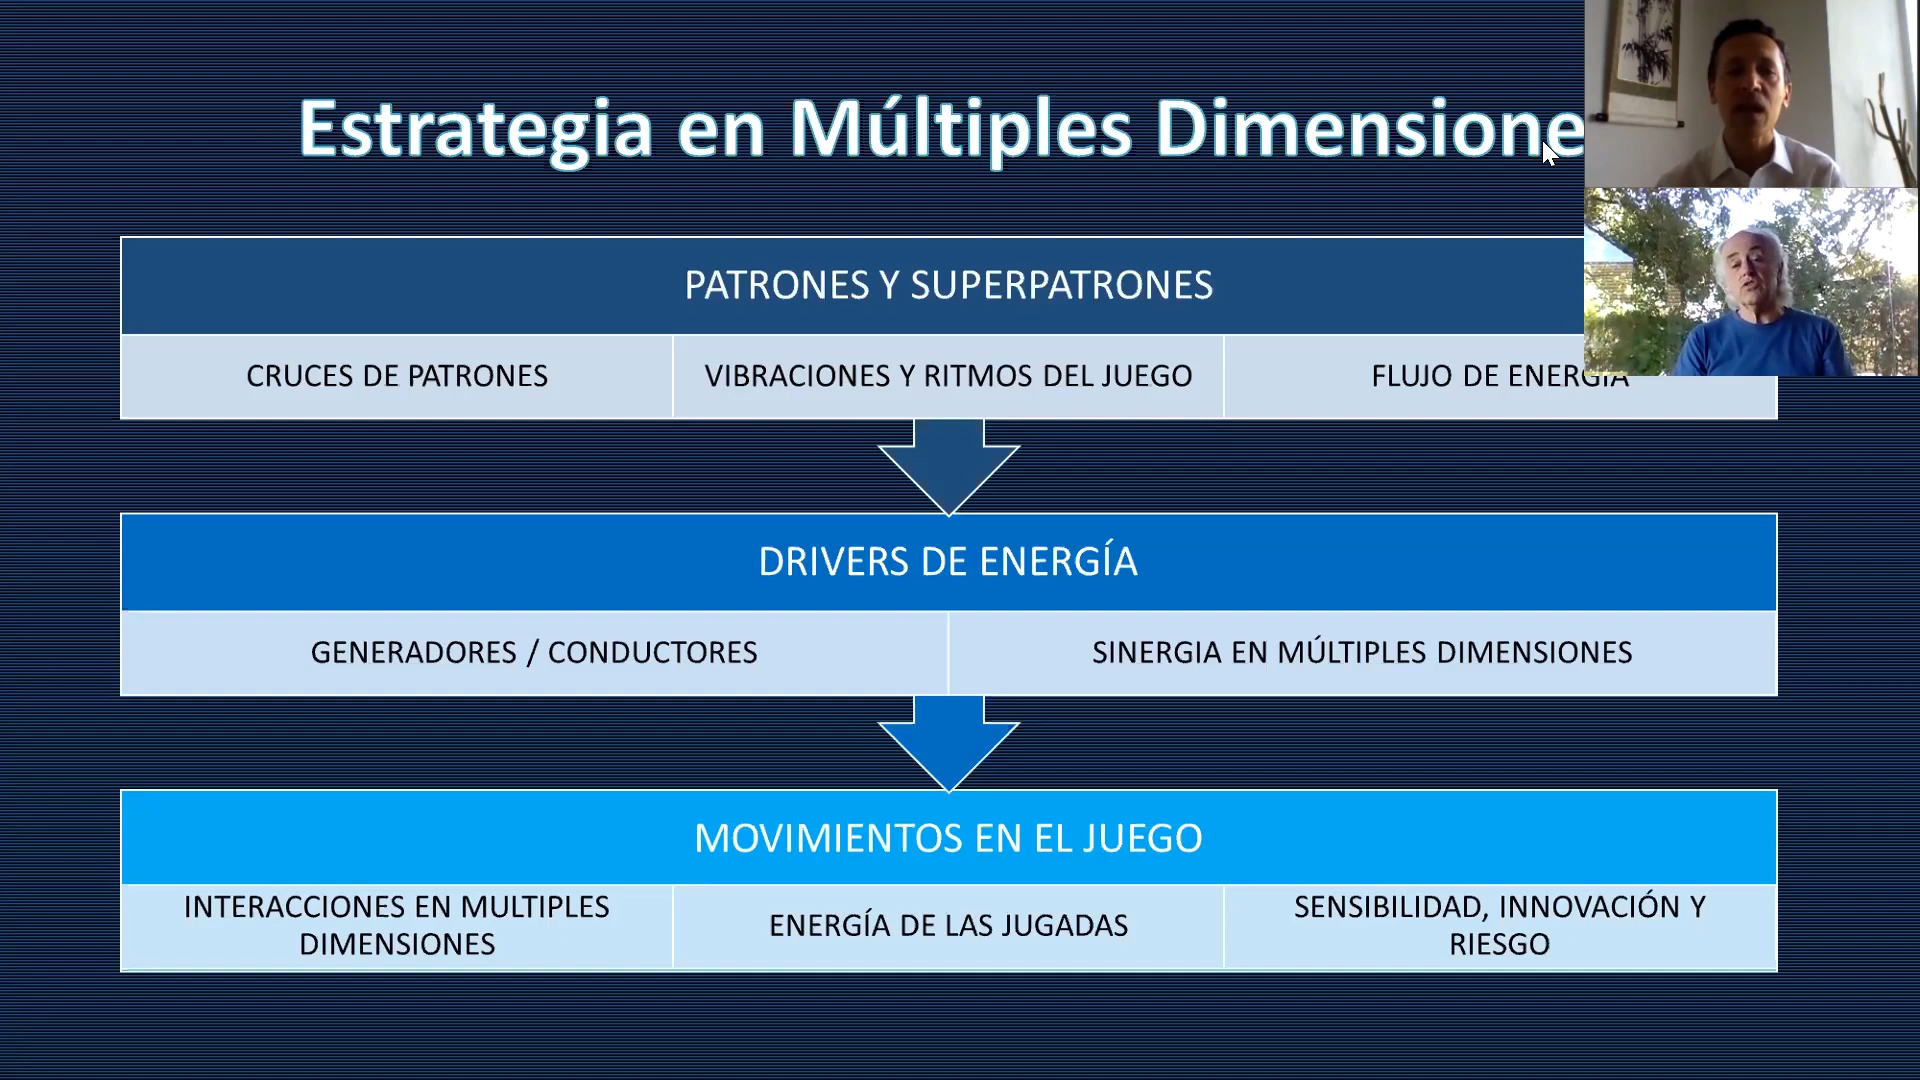 Estrategia en Múltiples Dimensione
PATRONES Y SUPERPATRONES
CRUCES DE PATRONES
VIBRACIONES Y RITMOS DEL JUEGO
FLUJO DE ENERGÍA
DRIVERS DE ENERGÍA
GENERADORES / CONDUCTORES
SINERGIA EN MÚLTIPLES DIMENSIONES
MOVIMIENTOS EN EL JUEGO
INTERACCIONES EN MULTIPLES
DIMENSIONES
ENERGÍA DE LAS JUGADAS
SENSIBILIDAD, INNOVACIÓN Y
RIESGO